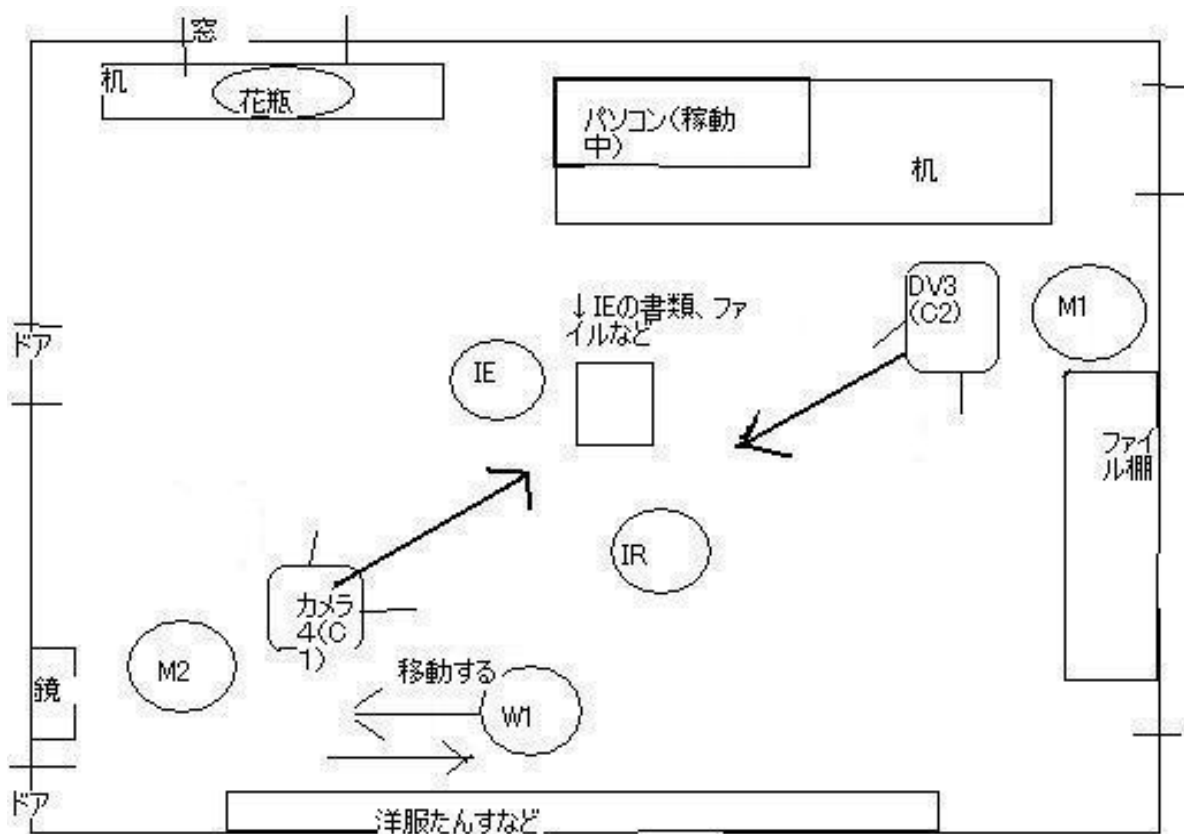 窓
机
花瓶
パソコン(稼動
中)
机
DV3
(C2)
M1
↓IEの書類、ファ
イルなど
ドア
IE
ファイ
ル棚
IR
カメラ
4(C
1)
M2
移動する
鏡
W1
ドア
洋服たんすなど